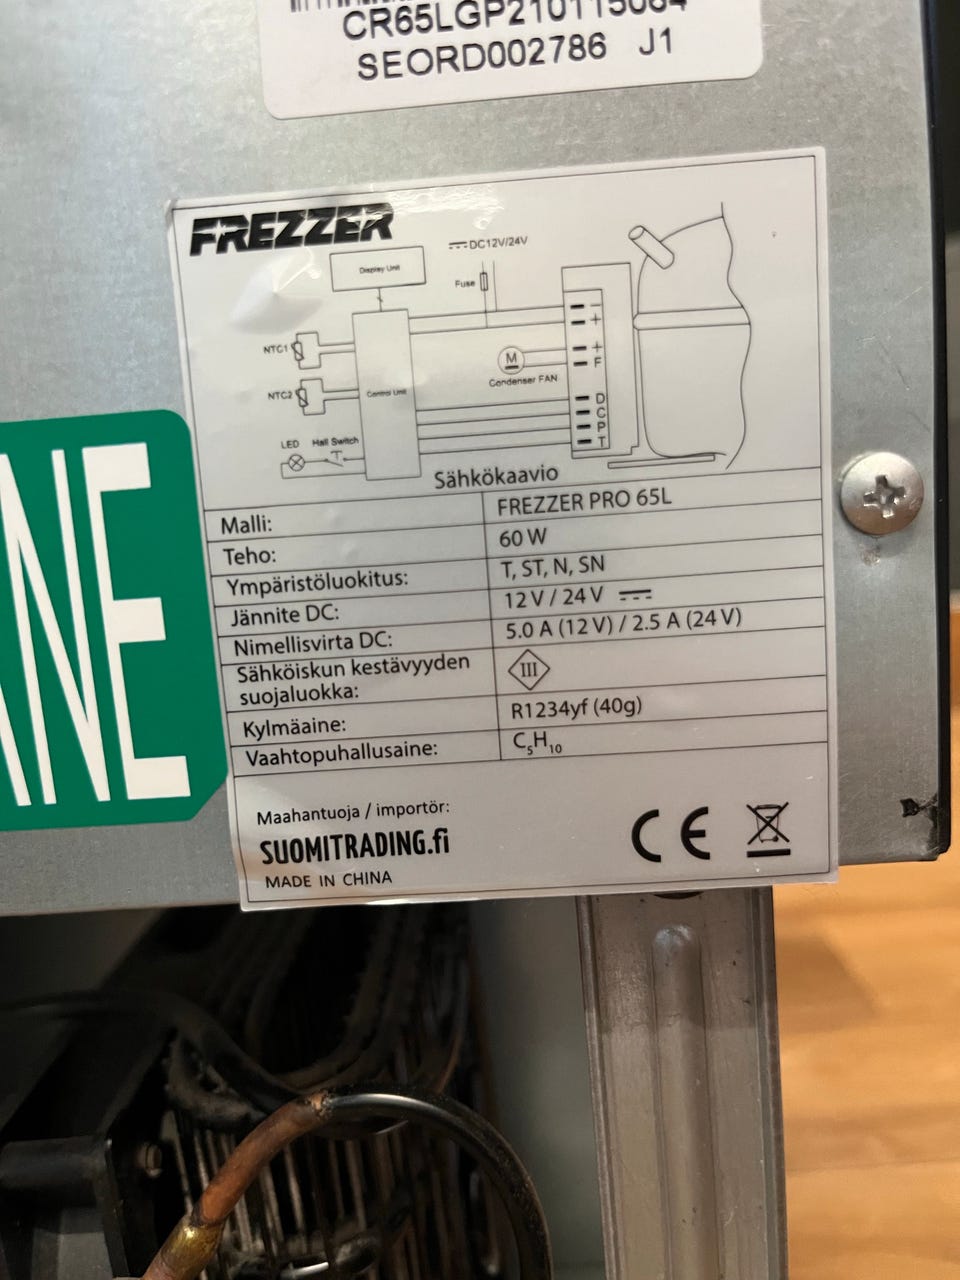 CR65LGP210115084
SEORD002786 J1
FREZZER
DC12V/24V
Display Unit
Fuse
NTC1
NTC2
Control Unit
M
Condenser FAN
−
+
+
F
D
C
P
T
LED
Hall Switch
Sähkökaavio
Malli: FREZZER PRO 65L
Teho: 60 W
Ympäristöluokitus: T, ST, N, SN
Jännite DC: 12 V / 24 V
Nimellisvirta DC: 5.0 A (12 V) / 2.5 A (24 V)
Sähköiskun kestävyyden
suojaluokka: III
Kylmäaine: R1234yf (40g)
Vaahtopuhallusaine: C₅H₁₀
Maahantuoja / importör:
SUOMITRADING.fi
MADE IN CHINA
CE
NE